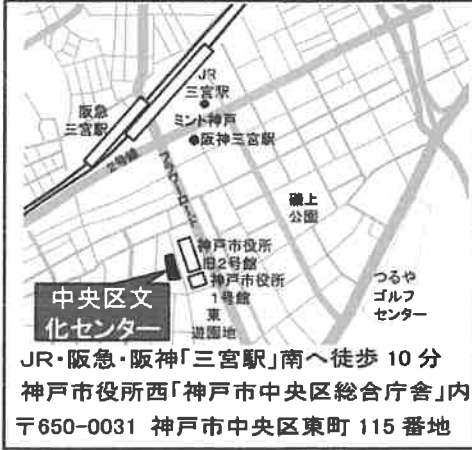 JR
三宮駅
阪急
三宮駅
ミント神戸
阪神三宮駅
2号線
フラワーロード
磯上
公園
神戸市役所
旧2号館
神戸市役所
1号館
東
遊園地
つるや
ゴルフ
センター
中央区文
化センター
JR・阪急・阪神「三宮駅」南へ徒歩 10 分
神戸市役所西「神戸市中央区総合庁舎」内
〒650-0031 神戸市中央区東町 115 番地